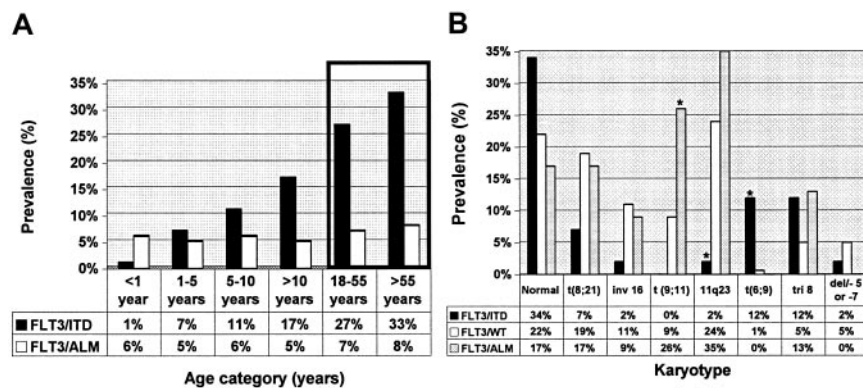 A
Prevalence (%)
35%
30%
25%
20%
15%
10%
5%
0%
<1 year
1-5 years
5-10 years
>10 years
18-55 years
>55 years
FLT3/ITD 1% 7% 11% 17% 27% 33%
FLT3/ALM 6% 5% 6% 5% 7% 8%
Age category (years)
B
Prevalence (%)
35%
30%
25%
20%
15%
10%
5%
0%
*
*
*
Normal t(8;21) inv 16 t (9;11) 11q23 t(6;9) tri 8 del/- 5 or -7
FLT3/ITD 34% 7% 2% 0% 2% 12% 12% 2%
FLT3/WT 22% 19% 11% 9% 24% 1% 5% 5%
FLT3/ALM 17% 17% 9% 26% 35% 0% 13% 0%
Karyotype